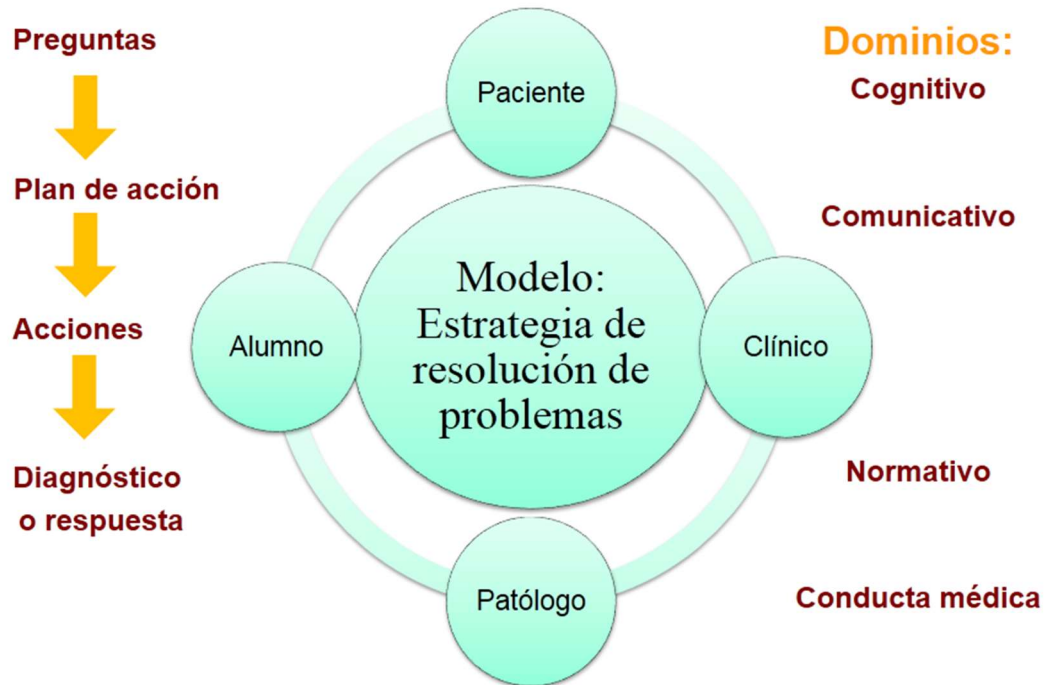 Preguntas
Plan de acción
Acciones
Diagnóstico
o respuesta
Paciente
Alumno
Modelo:
Estrategia de
resolución de
problemas
Clínico
Patólogo
Dominios:
Cognitivo
Comunicativo
Normativo
Conducta médica